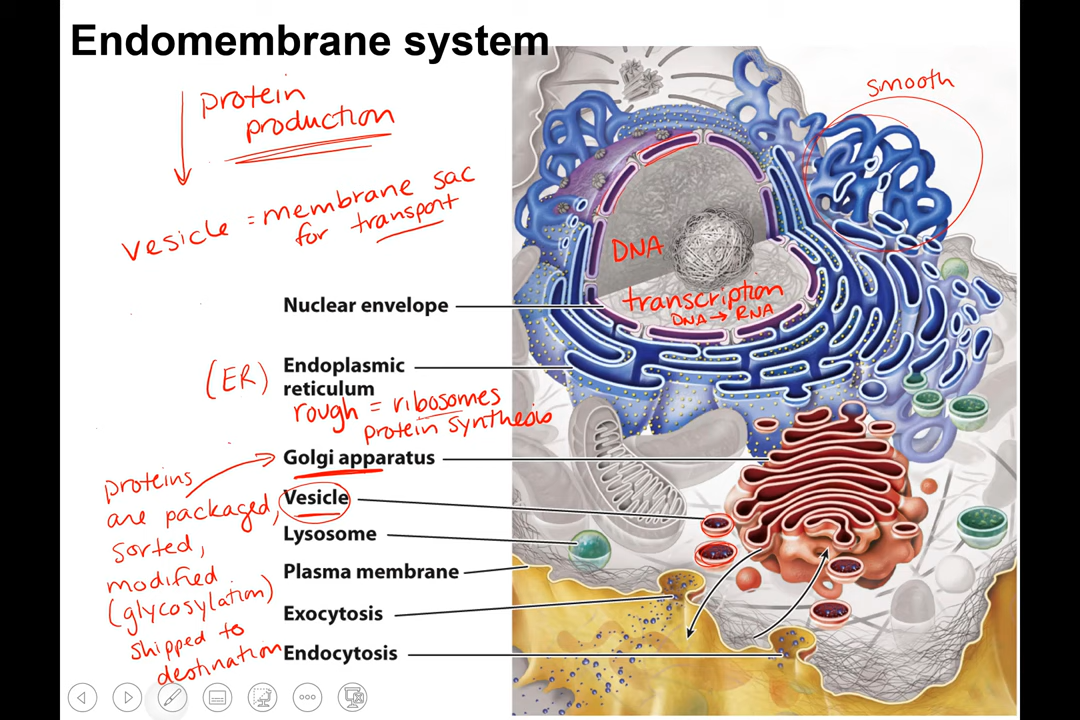 Endomembrane system
protein
production
vesicle = membrane sac
for transport
smooth
DNA
transcription
DNA → RNA
Nuclear envelope
(ER)
Endoplasmic
reticulum
rough = ribosomes
protein synthesis
Golgi apparatus
proteins
are packaged,
sorted,
modified
(glycosylation)
shipped to
destination
Vesicle
Lysosome
Plasma membrane
Exocytosis
Endocytosis